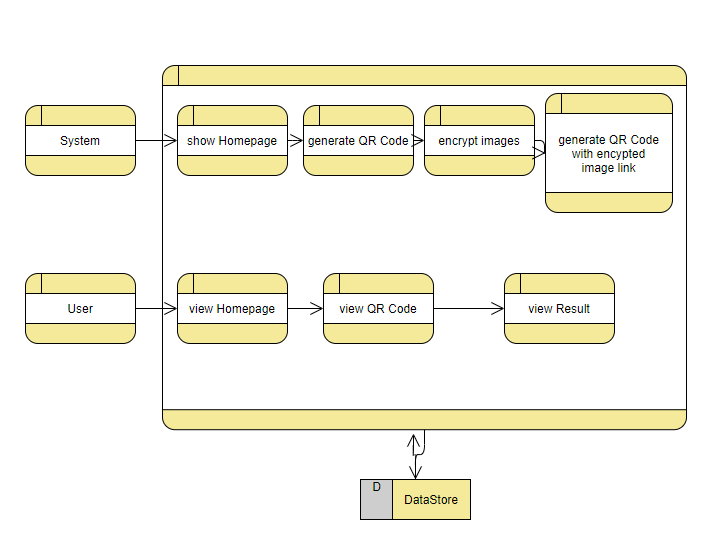 System
show Homepage
generate QR Code
encrypt images
generate QR Code
with encypted
image link
User
view Homepage
view QR Code
view Result
D
DataStore